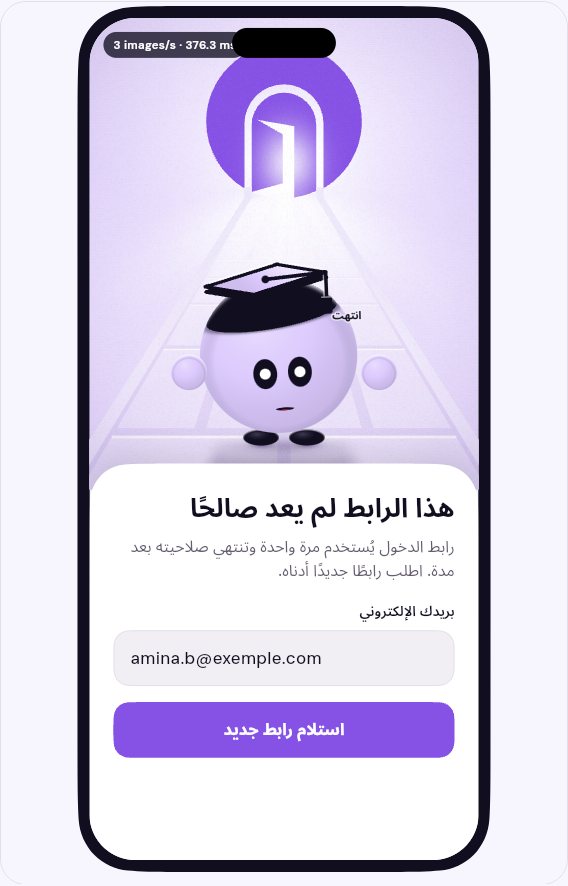 3 images/s · 376.3 ms
انتهت
هذا الرابط لم يعد صالحًا
رابط الدخول يُستخدم مرة واحدة وتنتهي صلاحيته بعد
مدة. اطلب رابطًا جديدًا أدناه.
بريدك الإلكتروني
amina.b@exemple.com
استلام رابط جديد